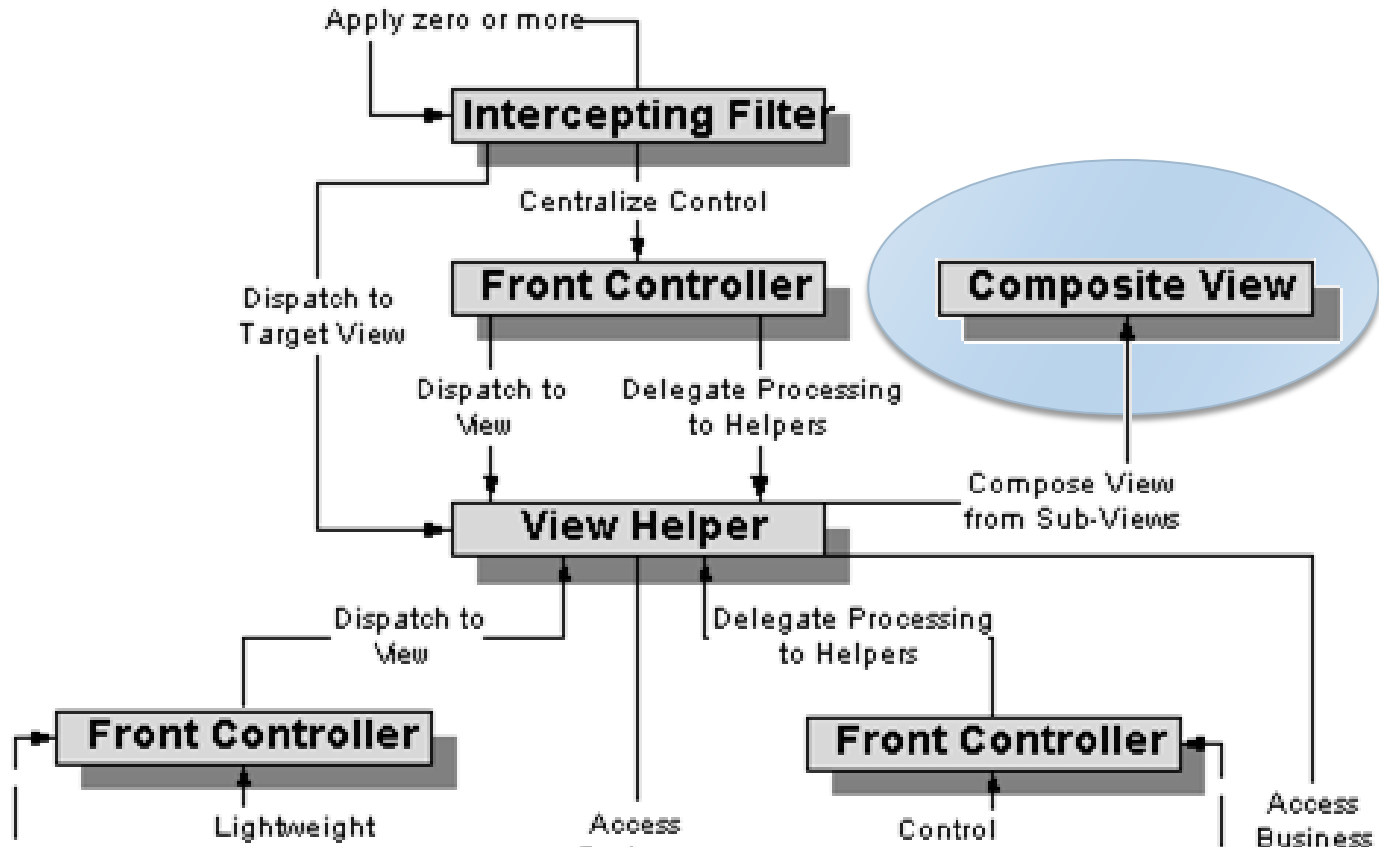 Apply zero or more
Intercepting Filter
Centralize Control
Front Controller
Composite View
Dispatch to
Target View
Dispatch to
View
Delegate Processing
to Helpers
Compose View
from Sub-Views
View Helper
Dispatch to
View
Delegate Processing
to Helpers
Front Controller
Front Controller
Lightweight
Access
Control
Access
Business